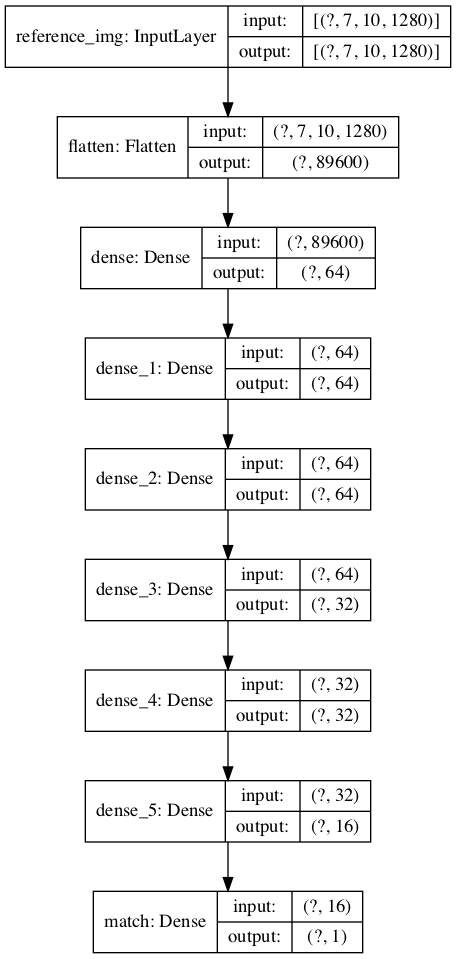 reference_img: InputLayer
input: [(?, 7, 10, 1280)]
output: [(?, 7, 10, 1280)]
flatten: Flatten
input: (?, 7, 10, 1280)
output: (?, 89600)
dense: Dense
input: (?, 89600)
output: (?, 64)
dense_1: Dense
input: (?, 64)
output: (?, 64)
dense_2: Dense
input: (?, 64)
output: (?, 64)
dense_3: Dense
input: (?, 64)
output: (?, 32)
dense_4: Dense
input: (?, 32)
output: (?, 32)
dense_5: Dense
input: (?, 32)
output: (?, 16)
match: Dense
input: (?, 16)
output: (?, 1)